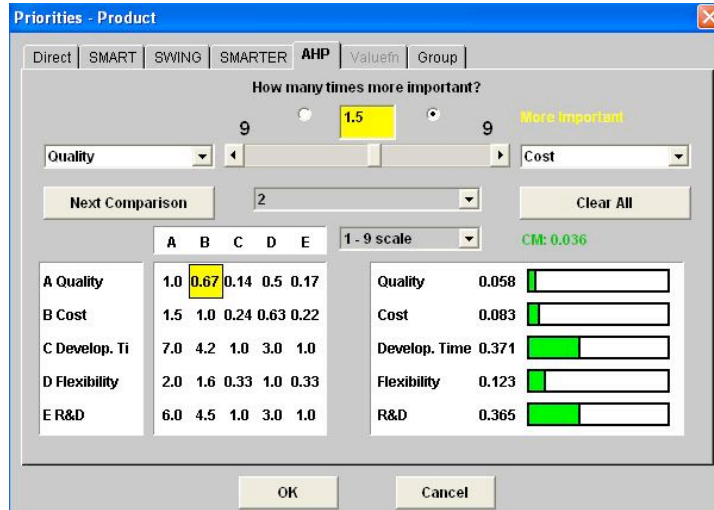 Priorities - Product
Direct SMART SWING SMARTER AHP Valuefn Group
How many times more important?
9 1.5 9 More Important
Quality Cost
Next Comparison 2 Clear All
A B C D E 1 - 9 scale CM: 0.036
A Quality 1.0 0.67 0.14 0.5 0.17 Quality 0.058
B Cost 1.5 1.0 0.24 0.63 0.22 Cost 0.083
C Develop. Ti 7.0 4.2 1.0 3.0 1.0 Develop. Time 0.371
D Flexibility 2.0 1.6 0.33 1.0 0.33 Flexibility 0.123
E R&D 6.0 4.5 1.0 3.0 1.0 R&D 0.365
OK Cancel